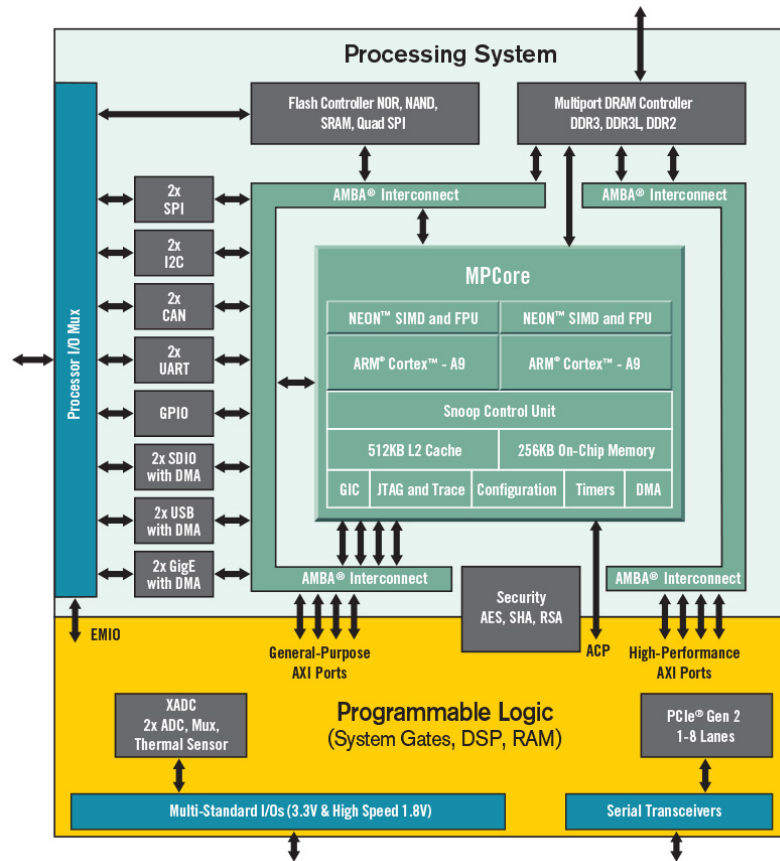 Processing System
Flash Controller NOR, NAND,
SRAM, Quad SPI
Multiport DRAM Controller
DDR3, DDR3L, DDR2
Processor I/O Mux
2x
SPI
2x
I2C
2x
CAN
2x
UART
GPIO
2x SDIO
with DMA
2x USB
with DMA
2x GigE
with DMA
AMBA® Interconnect
AMBA® Interconnect
MPCore
NEON™ SIMD and FPU
NEON™ SIMD and FPU
ARM® Cortex™ - A9
ARM® Cortex™ - A9
Snoop Control Unit
512KB L2 Cache
256KB On-Chip Memory
GIC
JTAG and Trace
Configuration
Timers
DMA
AMBA® Interconnect
AMBA® Interconnect
Security
AES, SHA, RSA
EMIO
General-Purpose
AXI Ports
ACP
High-Performance
AXI Ports
XADC
2x ADC, Mux,
Thermal Sensor
Programmable Logic
(System Gates, DSP, RAM)
PCIe® Gen 2
1-8 Lanes
Multi-Standard I/Os (3.3V & High Speed 1.8V)
Serial Transceivers